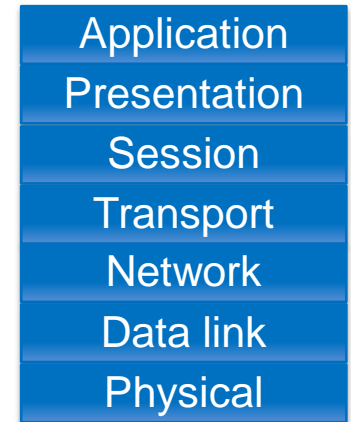 Application
Presentation
Session
Transport
Network
Data link
Physical